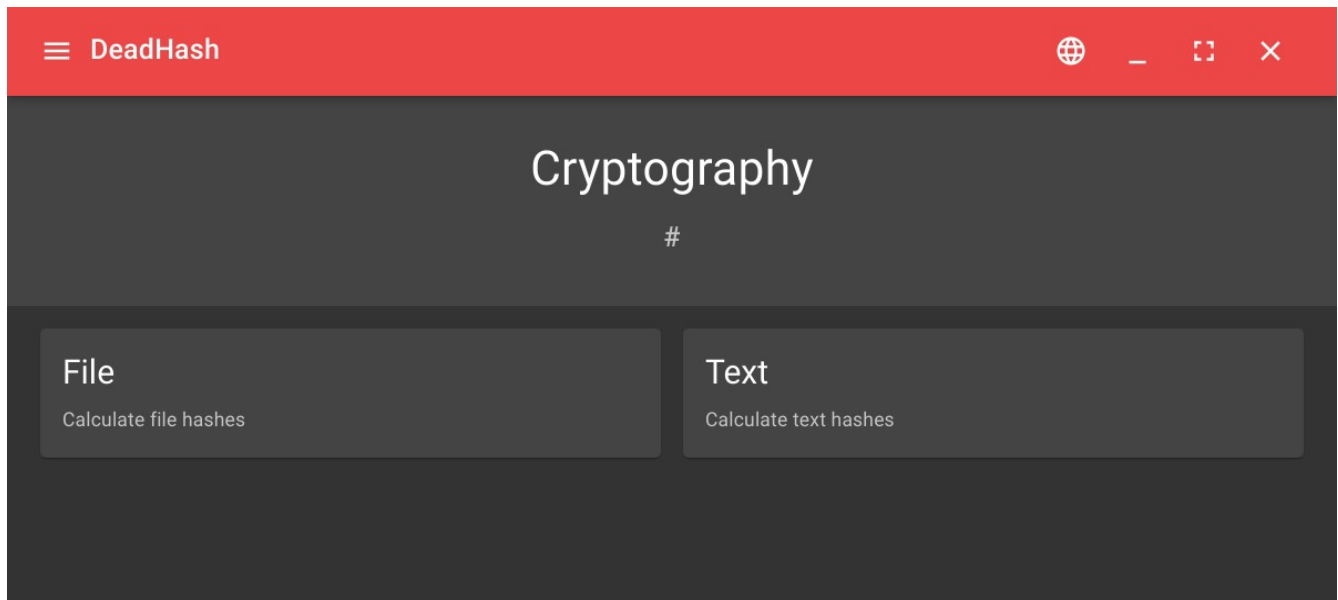 DeadHash
Cryptography
#
File
Calculate file hashes
Text
Calculate text hashes